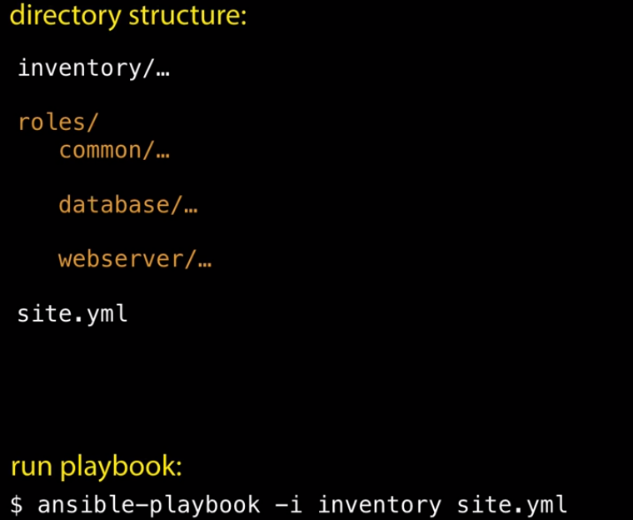 directory structure:
inventory/…
roles/
common/…
database/…
webserver/…
site.yml
run playbook:
$ ansible-playbook -i inventory site.yml